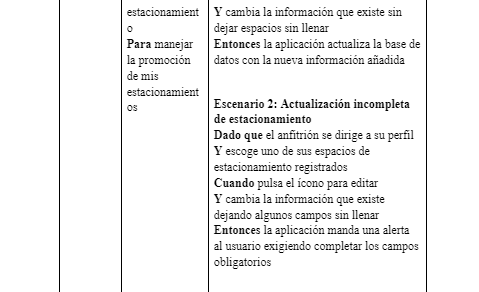 estacionamient
o
Para manejar
la promoción
de mis
estacionamient
os
Y cambia la información que existe sin
dejar espacios sin llenar
Entonces la aplicación actualiza la base de
datos con la nueva información añadida
Escenario 2: Actualización incompleta
de estacionamiento
Dado que el anfitrión se dirige a su perfil
Y escoge uno de sus espacios de
estacionamiento registrados
Cuando pulsa el ícono para editar
Y cambia la información que existe
dejando algunos campos sin llenar
Entonces la aplicación manda una alerta
al usuario exigiendo completar los campos
obligatorios